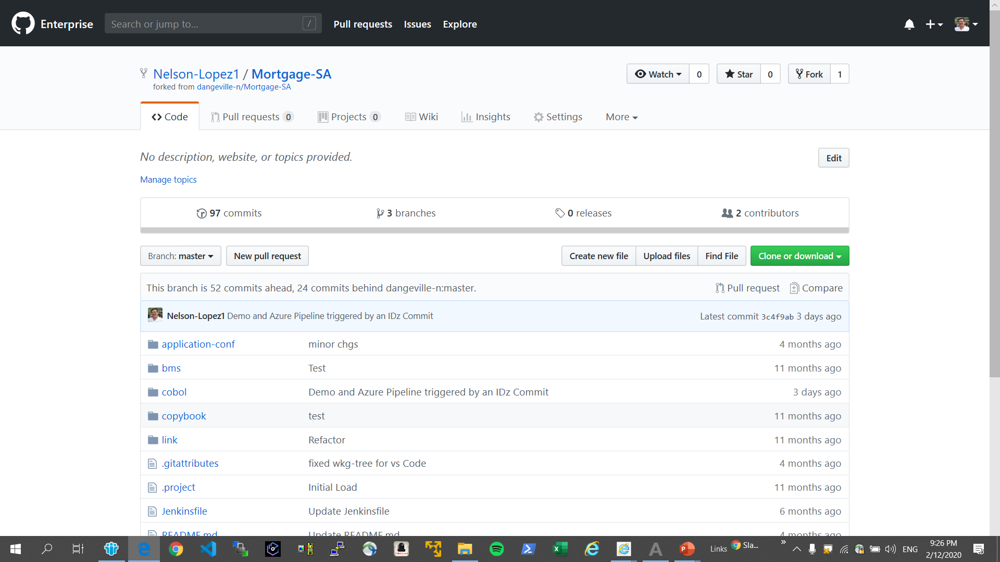 Enterprise Search or jump to... / Pull requests Issues Explore
Nelson-Lopez1 / Mortgage-SA Watch 0 Star 0 Fork 1
forked from dangeville-n/Mortgage-SA
Code Pull requests 0 Projects 0 Wiki Insights Settings More
No description, website, or topics provided. Edit
Manage topics
97 commits 3 branches 0 releases 2 contributors
Branch: master New pull request Create new file Upload files Find File Clone or download
This branch is 52 commits ahead, 24 commits behind dangeville-n:master. Pull request Compare
Nelson-Lopez1 Demo and Azure Pipeline triggered by an IDz Commit Latest commit 3c4f9ab 3 days ago
application-conf minor chgs 4 months ago
bms Test 11 months ago
cobol Demo and Azure Pipeline triggered by an IDz Commit 3 days ago
copybook test 11 months ago
link Refactor 11 months ago
.gitattributes fixed wkg-tree for vs Code 4 months ago
.project Initial Load 11 months ago
Jenkinsfile Update Jenkinsfile 6 months ago
README.md Update README.md 4 months ago
Links Sla... » ENG 9:26 PM
2/12/2020